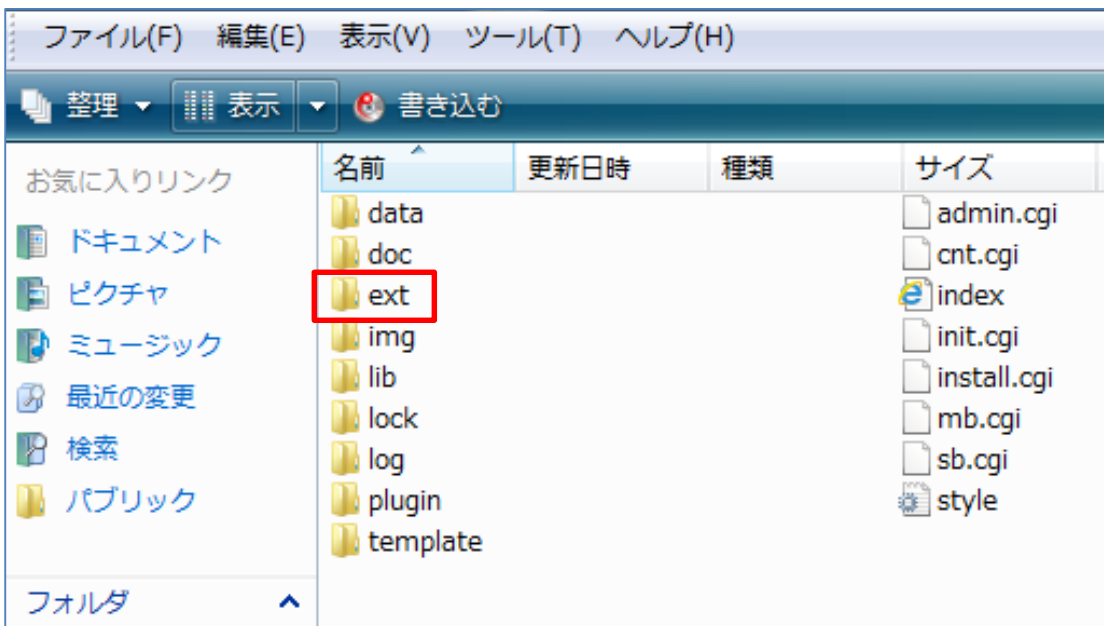 ファイル(F) 編集(E) 表示(V) ツール(T) ヘルプ(H)
整理 表示 書き込む
お気に入りリンク
ドキュメント
ピクチャ
ミュージック
最近の変更
検索
パブリック
フォルダ
名前 更新日時 種類 サイズ
data
doc
ext
img
lib
lock
log
plugin
template
admin.cgi
cnt.cgi
index
init.cgi
install.cgi
mb.cgi
sb.cgi
style